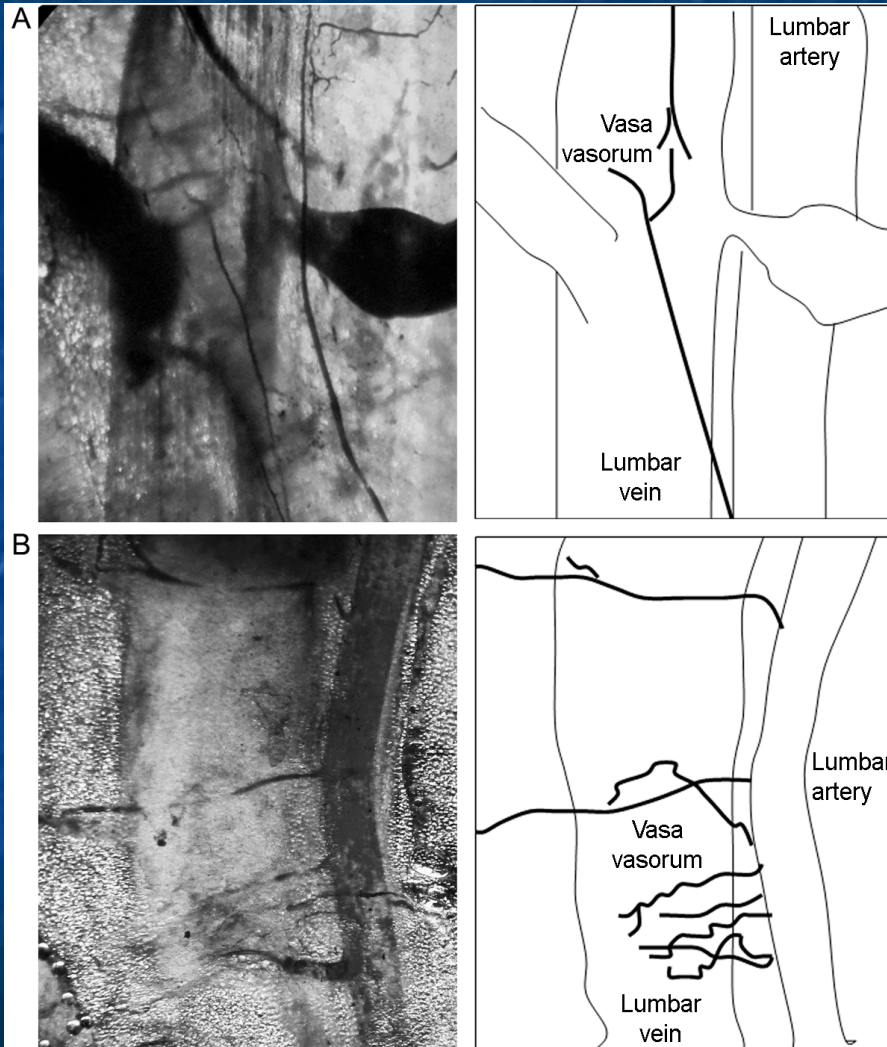 A
Lumbar
artery
Vasa
vasorum
Lumbar
vein
B
Lumbar
artery
Vasa
vasorum
Lumbar
vein